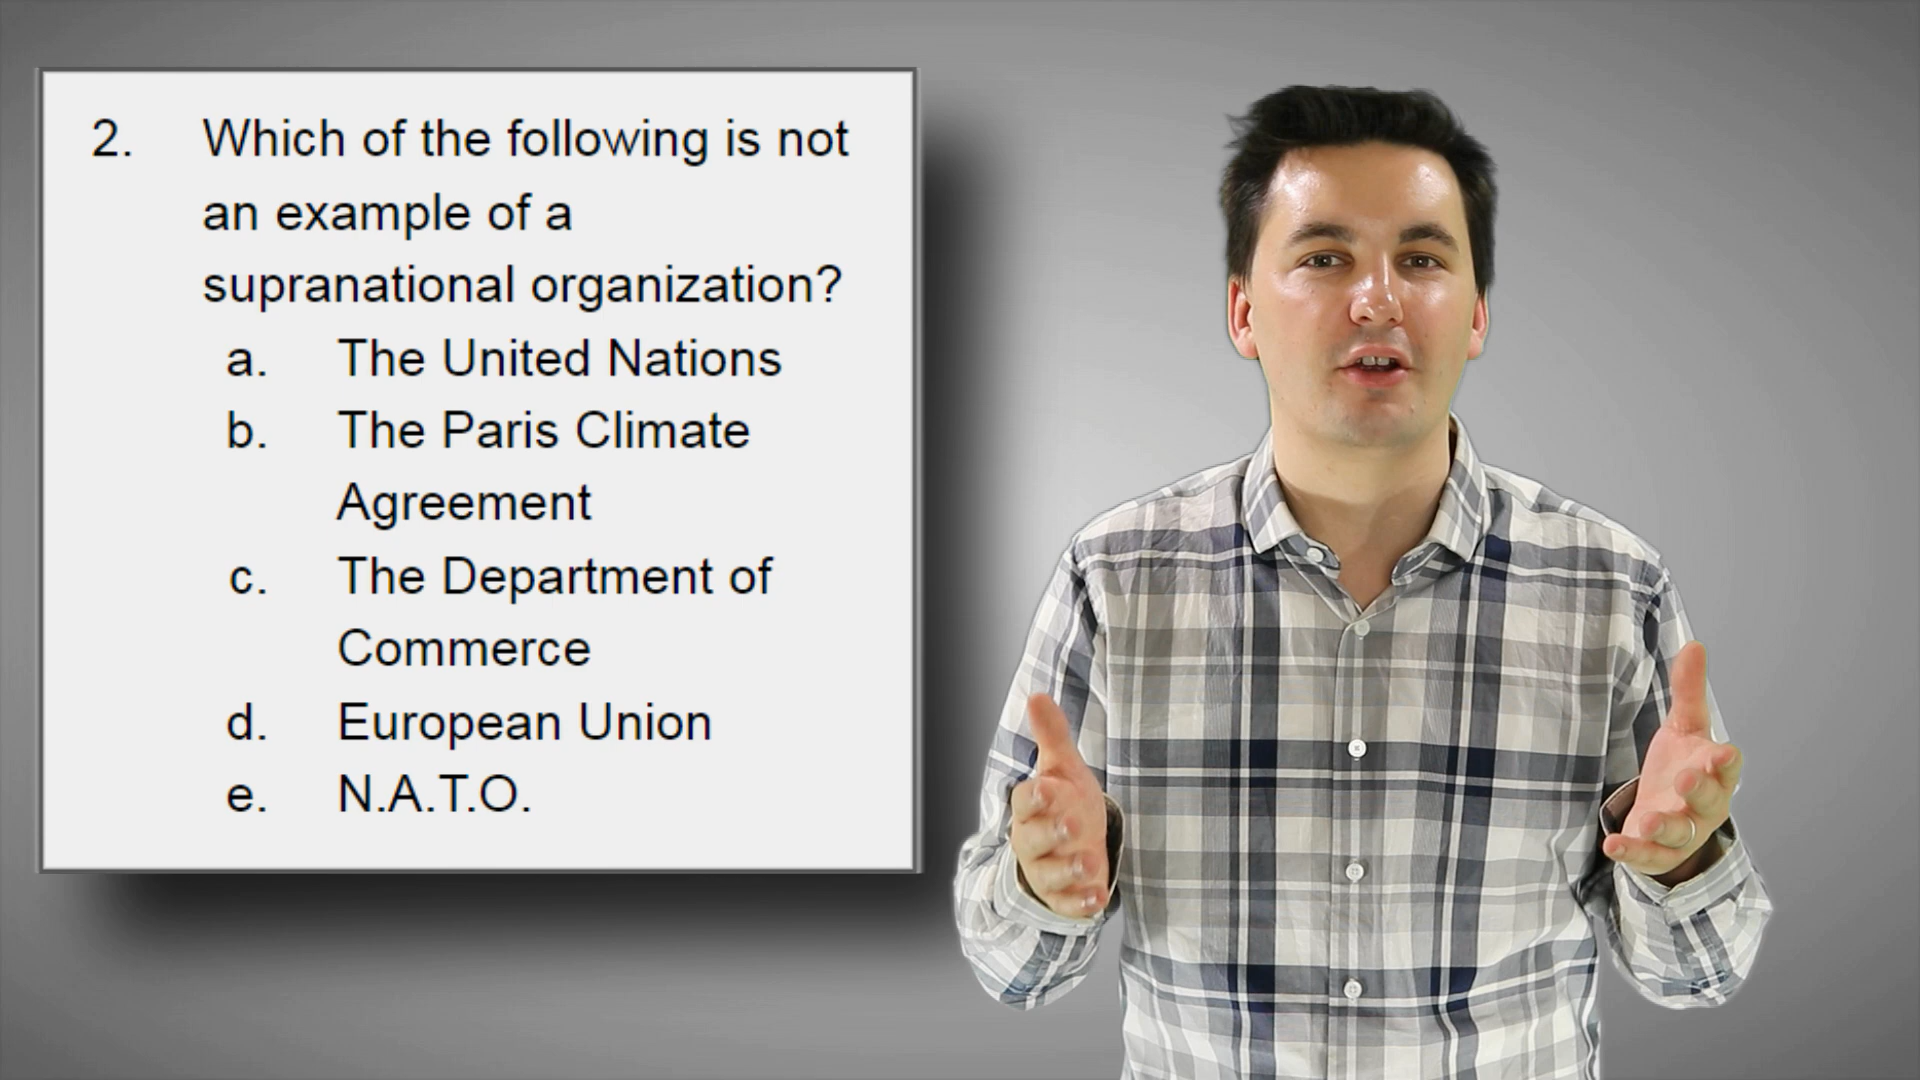 2. Which of the following is not
an example of a
supranational organization?
a. The United Nations
b. The Paris Climate
Agreement
c. The Department of
Commerce
d. European Union
e. N.A.T.O.